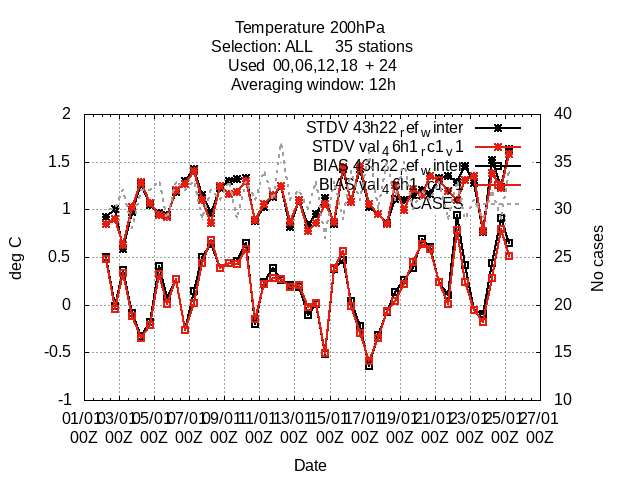 Temperature 200hPa
Selection: ALL 35 stations
Used 00,06,12,18 + 24
Averaging window: 12h
STDV 43h22_ref_winter
STDV val_46h1_rc1_v1
BIAS 43h22_ref_winter
BIAS val_46h1_rc1_v1
CASES
deg C
2
1.5
1
0.5
0
-0.5
-1
No cases
40
35
30
25
20
15
10
01/01 03/01 05/01 07/01 09/01 11/01 13/01 15/01 17/01 19/01 21/01 23/01 25/01 27/01
00Z 00Z 00Z 00Z 00Z 00Z 00Z 00Z 00Z 00Z 00Z 00Z 00Z 00Z
Date